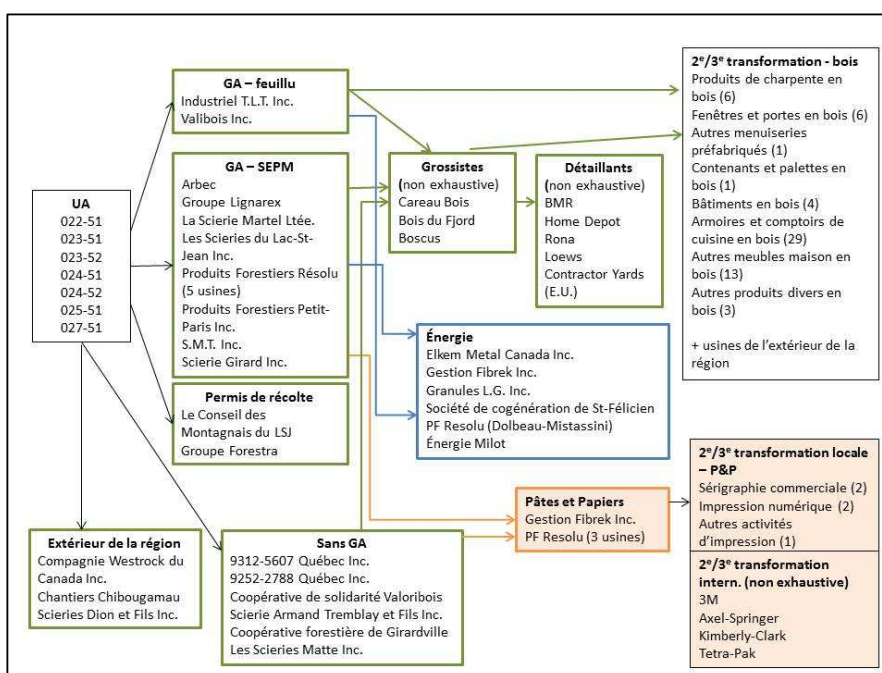 UA
022-51
023-51
023-52
024-51
024-52
025-51
027-51
GA – feuillu
Industriel T.L.T. Inc.
Valibois Inc.
GA – SEPM
Arbec
Groupe Lignarex
La Scierie Martel Ltée.
Les Scieries du Lac-St-
Jean Inc.
Produits Forestiers Résolu
(5 usines)
Produits Forestiers Petit-
Paris Inc.
S.M.T. Inc.
Scierie Girard Inc.
Permis de récolte
Le Conseil des
Montagnais du LSJ
Groupe Forestra
Extérieur de la région
Compagnie Westrock du
Canada Inc.
Chantiers Chibougamau
Scieries Dion et Fils Inc.
Sans GA
9312-5607 Québec Inc.
9252-2788 Québec Inc.
Coopérative de solidarité Valoribois
Scierie Armand Tremblay et Fils Inc.
Coopérative forestière de Girardville
Les Scieries Matte Inc.
Grossistes
(non exhaustive)
Careau Bois
Bois du Fjord
Boscus
Détaillants
(non exhaustive)
BMR
Home Depot
Rona
Loews
Contractor Yards
(E.U.)
Énergie
Elkem Metal Canada Inc.
Gestion Fibrek Inc.
Granules L.G. Inc.
Société de cogénération de St-Félicien
PF Resolu (Dolbeau-Mistassini)
Énergie Milot
Pâtes et Papiers
Gestion Fibrek Inc.
PF Resolu (3 usines)
2e/3e transformation - bois
Produits de charpente en
bois (6)
Fenêtres et portes en bois (6)
Autres menuiseries
préfabriqués (1)
Contenants et palettes en
bois (1)
Bâtiments en bois (4)
Armoires et comptoirs de
cuisine en bois (29)
Autres meubles maison en
bois (13)
Autres produits divers en
bois (3)
+ usines de l'extérieur de la
région
2e/3e transformation locale
– P&P
Sérigraphie commerciale (2)
Impression numérique (2)
Autres activités
d'impression (1)
2e/3e transformation
intern. (non exhaustive)
3M
Axel-Springer
Kimberly-Clark
Tetra-Pak